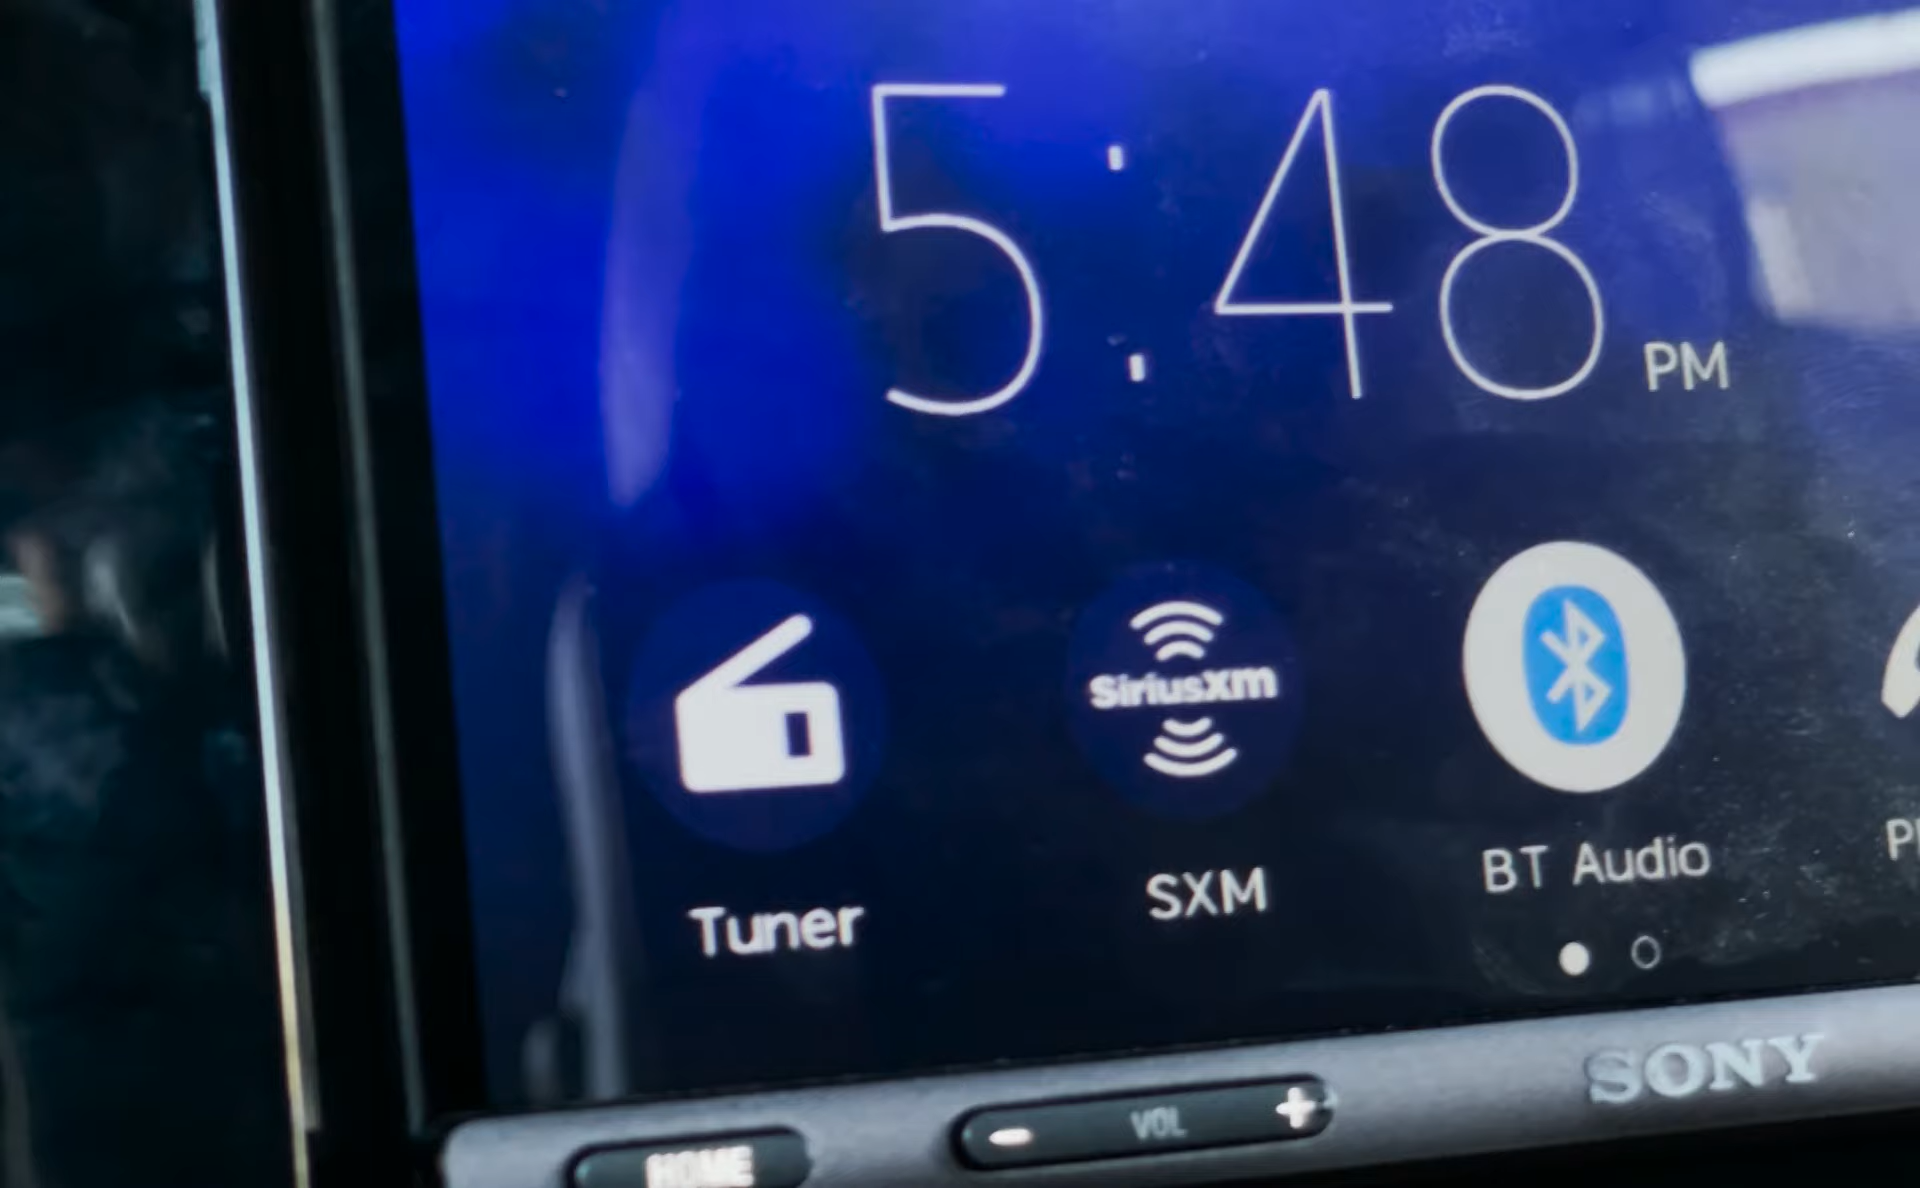 5:48 PM
SiriusXm
Tuner
SXM
BT Audio
SONY
- VOL +
HOME